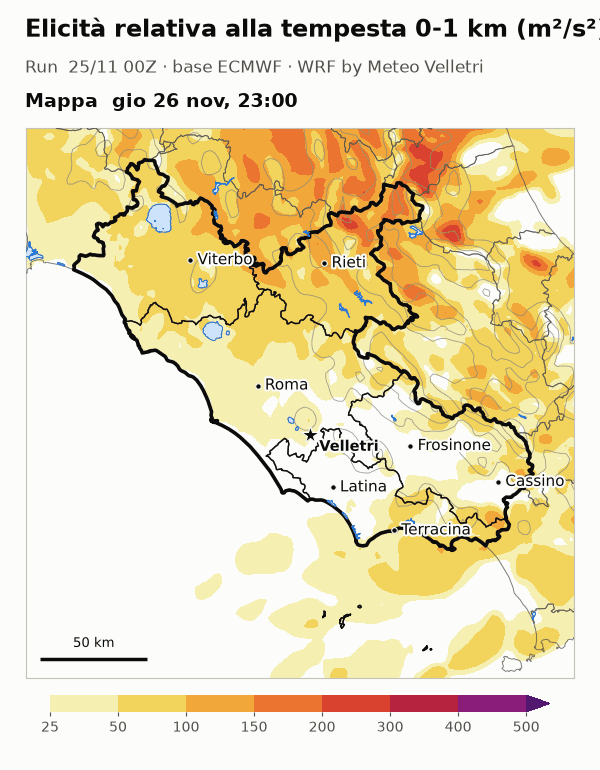 Elicità relativa alla tempesta 0-1 km (m²/s²)
Run 25/11 00Z · base ECMWF · WRF by Meteo Velletri
Mappa gio 26 nov, 23:00
Viterbo
Rieti
Roma
Velletri
Frosinone
Cassino
Latina
Terracina
50 km
25 50 100 150 200 300 400 500